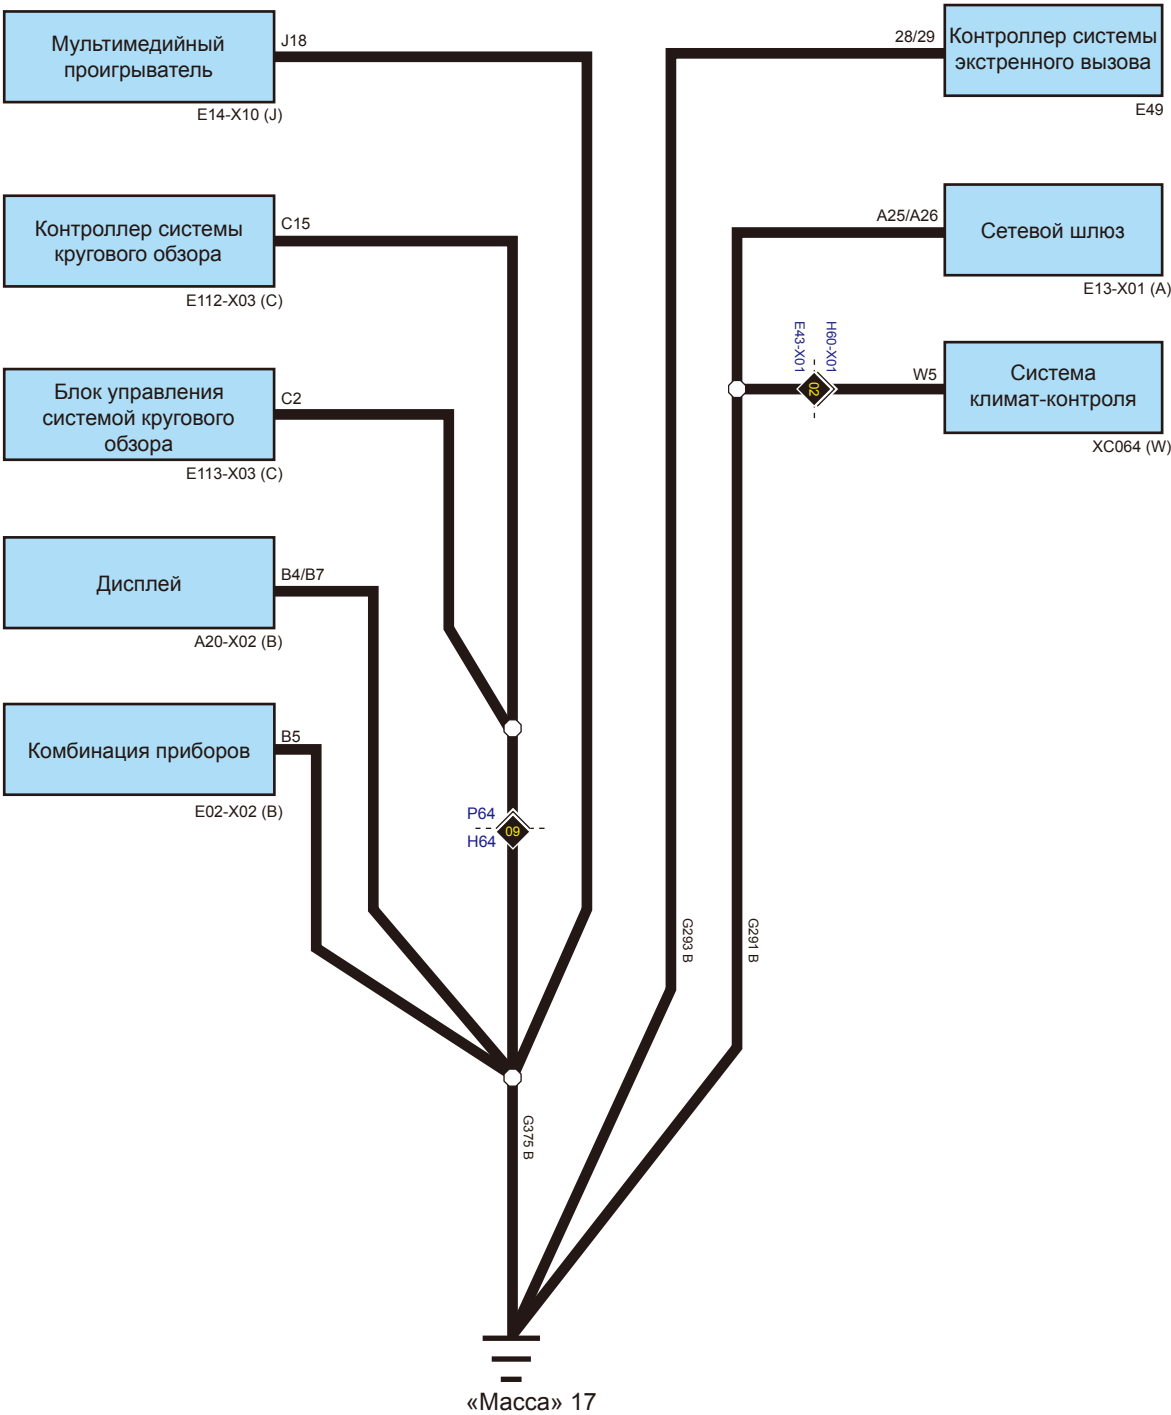 Мультимедийный
проигрыватель
J18
E14-X10 (J)
28/29
Контроллер системы
экстренного вызова
E49
Контроллер системы
кругового обзора
C15
E112-X03 (C)
A25/A26
Сетевой шлюз
E13-X01 (A)
Блок управления
системой кругового
обзора
C2
E113-X03 (C)
E43-X01
H60-X01
02
W5
Система
климат-контроля
XC064 (W)
Дисплей
B4/B7
A20-X02 (B)
Комбинация приборов
B5
E02-X02 (B)
P64
H64
09
G293 B
G291 B
G375 B
«Масса» 17